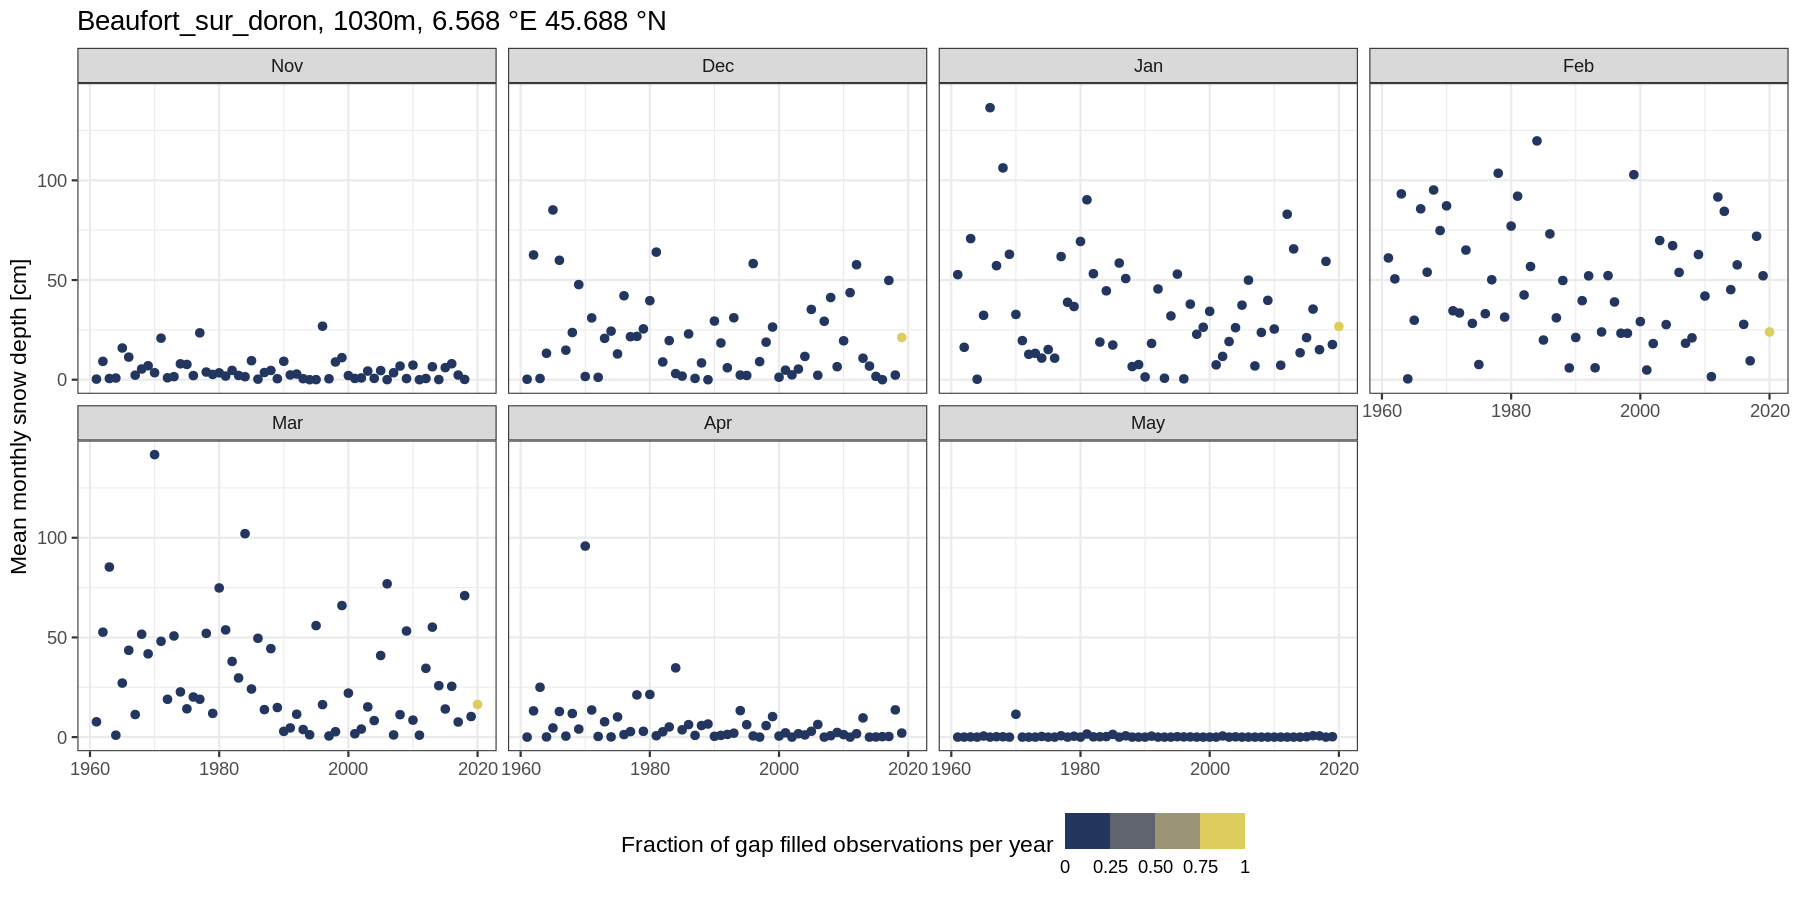 Beaufort_sur_doron, 1030m, 6.568 °E 45.688 °N
Nov Dec Jan Feb
100
50
0
1960 1980 2000 2020
Mean monthly snow depth [cm]
Mar Apr May
100
50
0
1960 1980 2000 2020 1960 1980 2000 2020 1960 1980 2000 2020
Fraction of gap filled observations per year
0 0.25 0.50 0.75 1